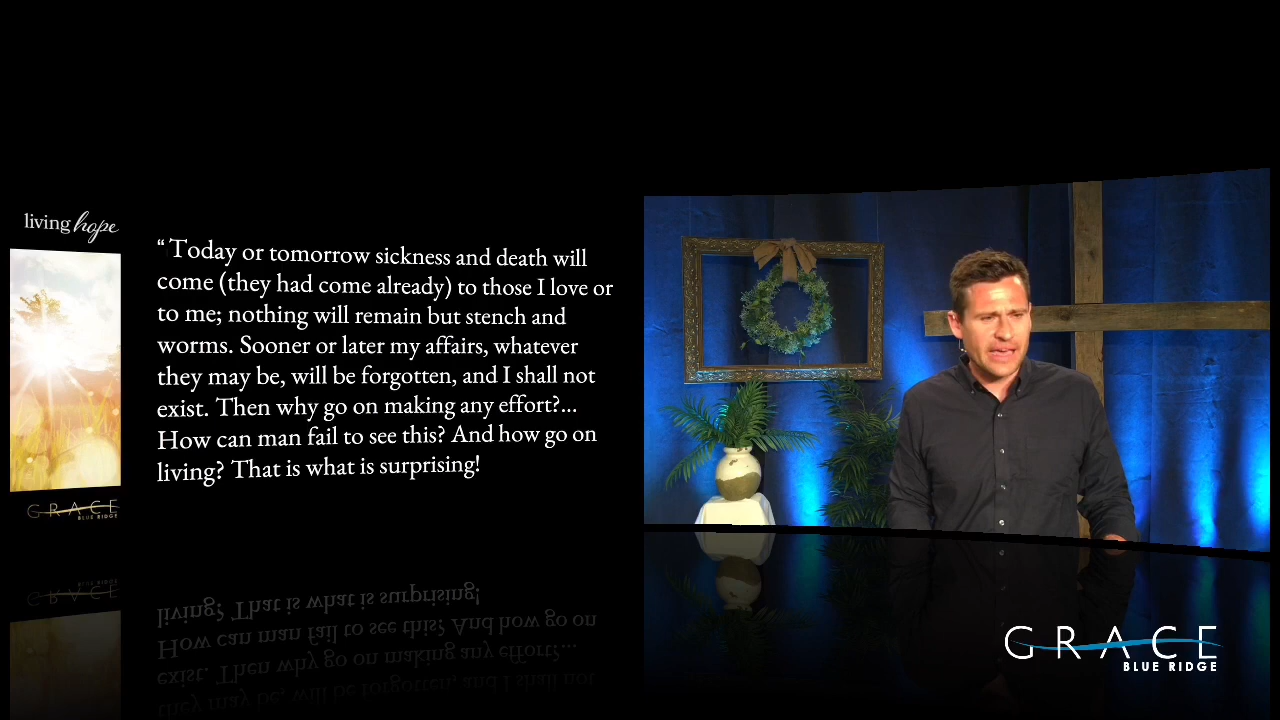 living hope
GRACE
BLUE RIDGE
“Today or tomorrow sickness and death will
come (they had come already) to those I love or
to me; nothing will remain but stench and
worms. Sooner or later my affairs, whatever
they may be, will be forgotten, and I shall not
exist. Then why go on making any effort?...
How can man fail to see this? And how go on
living? That is what is surprising!
GRACE
BLUE RIDGE